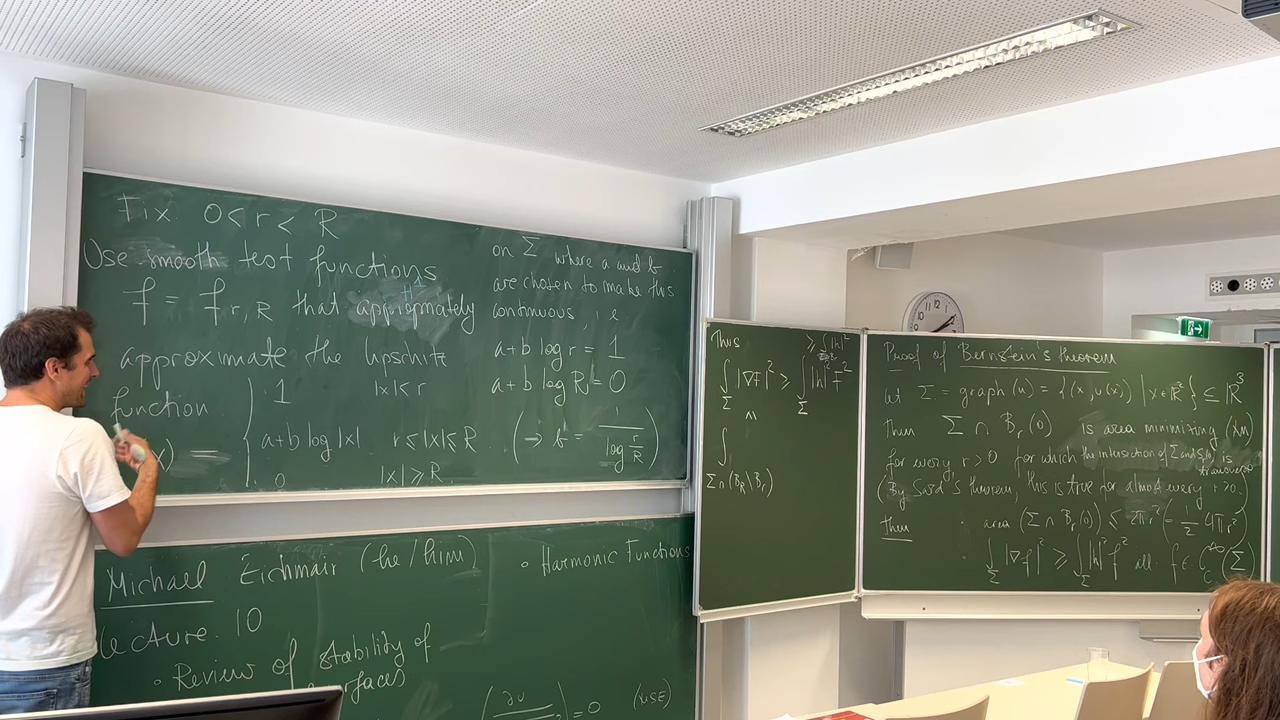 Fix 0 < r < R
Use smooth test functions
f = f_{r,R} that appropriately
approximate the Lipschitz
function
x) =
1 |x| < r
a+b log |x| r ≤ |x| ≤ R
0 |x| ≥ R
on Σ where a and b
are chosen to make this
continuous, i.e
a+b log r = 1
a+b log R = 0
(→ b = 1 / log r/R)
Michael Eichmair (he/him)
Lecture 10
• Review of stability of
• Harmonic Functions
= 0
Thus
∫_Σ |∇f|² ≥ ∫_Σ |h|² f²
≥ ∫ |h|²
∫
Σ∩(B_R\B_r)
Proof of Bernstein's theorem
Let Σ = graph (u) = {(x, u(x)) | x ∈ ℝ²} ⊆ ℝ³
Then Σ ∩ B_r(0) is area minimizing
for every r > 0 for which the intersection of Σ and is
transverse
(By Sard's theorem, this is true for almost every r>0.
then area (Σ ∩ B_r(0)) ≤ 2πr² (= 1/2 4πr²)
∫_Σ |∇f|² ≥ ∫_Σ |h|² f² all f ∈ C_c^∞(Σ)